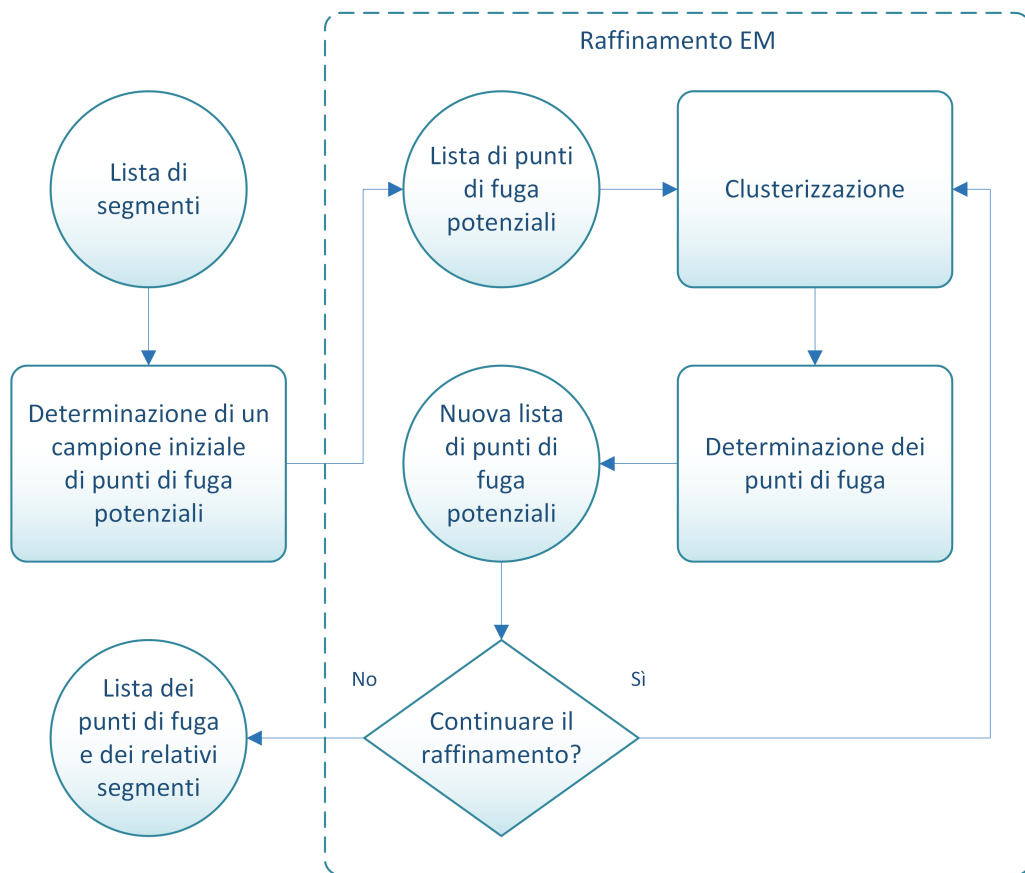 Raffinamento EM
Lista di
segmenti
Determinazione di un
campione iniziale
di punti di fuga
potenziali
Lista di punti
di fuga
potenziali
Clusterizzazione
Determinazione dei
punti di fuga
Nuova lista
di punti di
fuga
potenziali
Continuare il
raffinamento?
No
Sì
Lista dei
punti di fuga
e dei relativi
segmenti